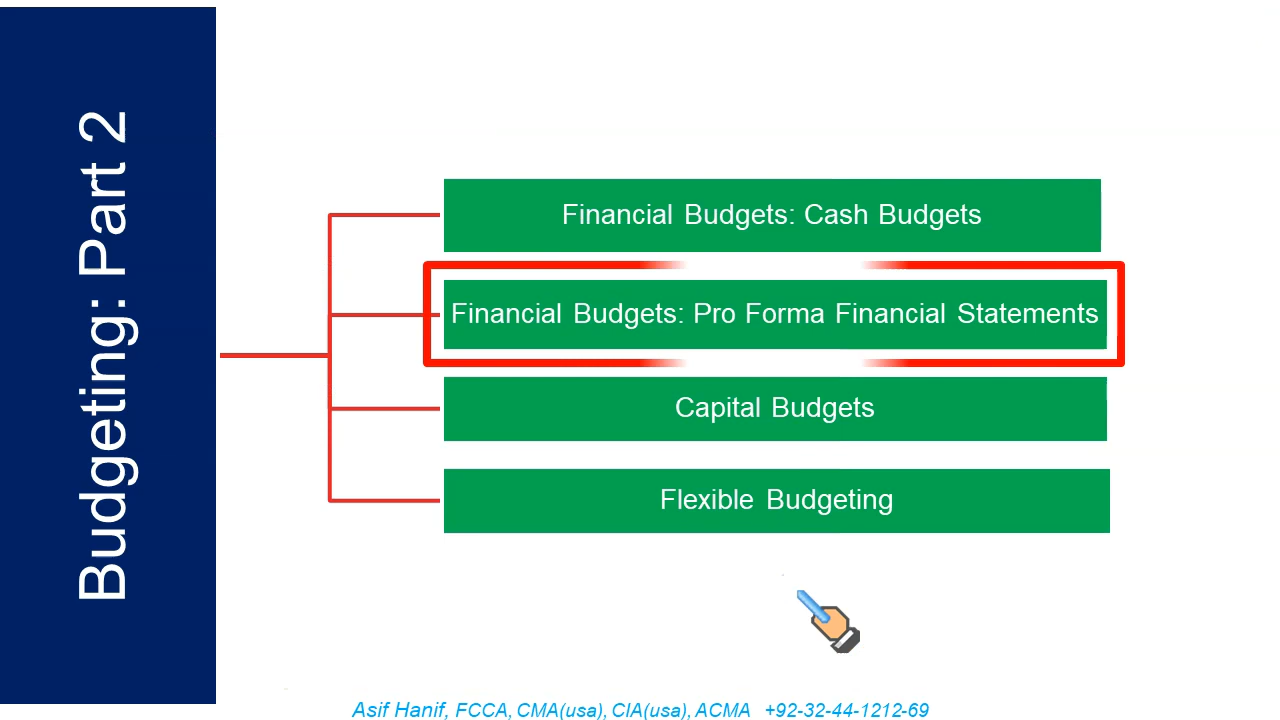 Budgeting: Part 2
Financial Budgets: Cash Budgets
Financial Budgets: Pro Forma Financial Statements
Capital Budgets
Flexible Budgeting
Asif Hanif, FCCA, CMA(usa), CIA(usa), ACMA +92-32-44-1212-69